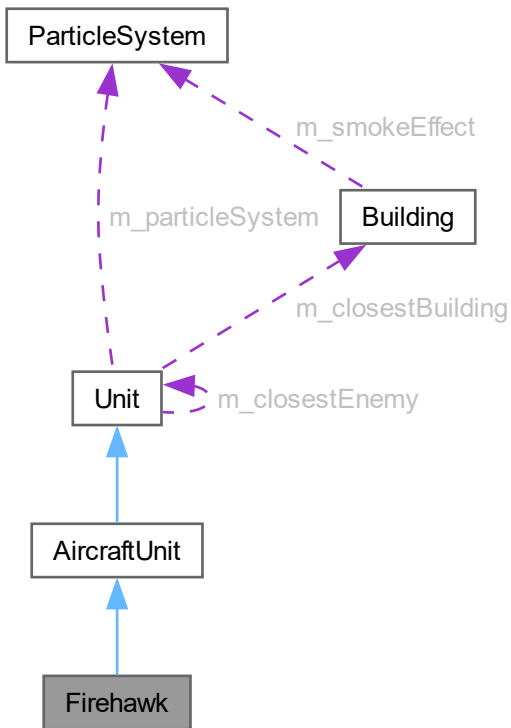 ParticleSystem
m_smokeEffect
m_particleSystem
Building
m_closestBuilding
Unit
m_closestEnemy
AircraftUnit
Firehawk